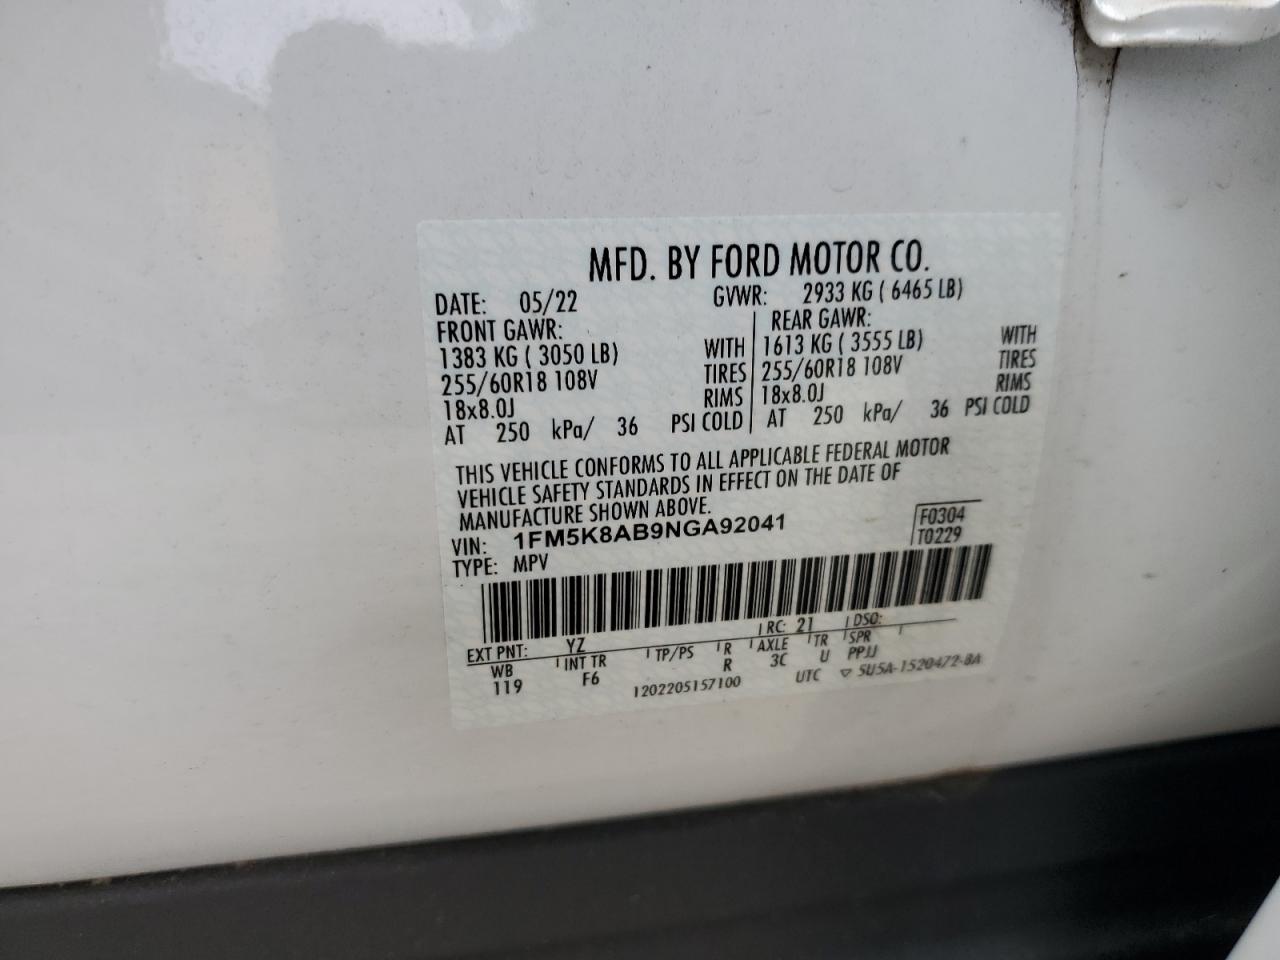 MFD. BY FORD MOTOR CO.
DATE: 05/22 GVWR: 2933 KG ( 6465 LB)
FRONT GAWR: REAR GAWR:
1383 KG ( 3050 LB) WITH 1613 KG ( 3555 LB) WITH
255/60R18 108V TIRES 255/60R18 108V TIRES
18x8.0J RIMS 18x8.0J RIMS
AT 250 kPa/ 36 PSI COLD AT 250 kPa/ 36 PSI COLD
THIS VEHICLE CONFORMS TO ALL APPLICABLE FEDERAL MOTOR
VEHICLE SAFETY STANDARDS IN EFFECT ON THE DATE OF
MANUFACTURE SHOWN ABOVE.
VIN: 1FM5K8AB9NGA92041 F0304
TYPE: MPV T0229
EXT PNT: YZ RC: 21 DSO:
WB INT TR TP/PS R AXLE TR SPR
119 F6 R 3C U PPJJ
1202205157100 UTC ▽ 5U5A-1520472-BA